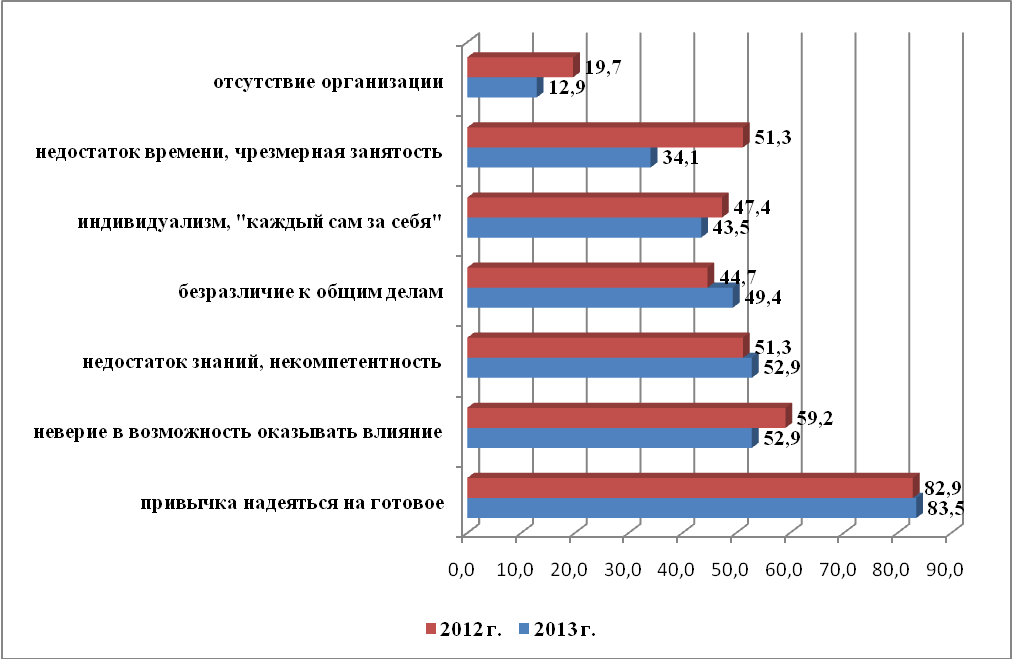 отсутствие организации
19,7
12,9
недостаток времени, чрезмерная занятость
51,3
34,1
индивидуализм, "каждый сам за себя"
47,4
43,5
безразличие к общим делам
44,7
49,4
недостаток знаний, некомпетентность
51,3
52,9
неверие в возможность оказывать влияние
59,2
52,9
привычка надеяться на готовое
82,9
83,5
0,0 10,0 20,0 30,0 40,0 50,0 60,0 70,0 80,0 90,0
2012 г. 2013 г.